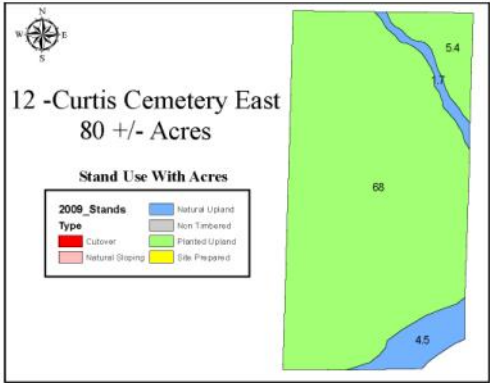 N
W E
S
12 -Curtis Cemetery East
80 +/- Acres
Stand Use With Acres
2009_Stands
Type
Cutover
Natural Sloping
Natural Upland
Non Timbered
Planted Upland
Site Prepared
5.4
1.7
68
4.5